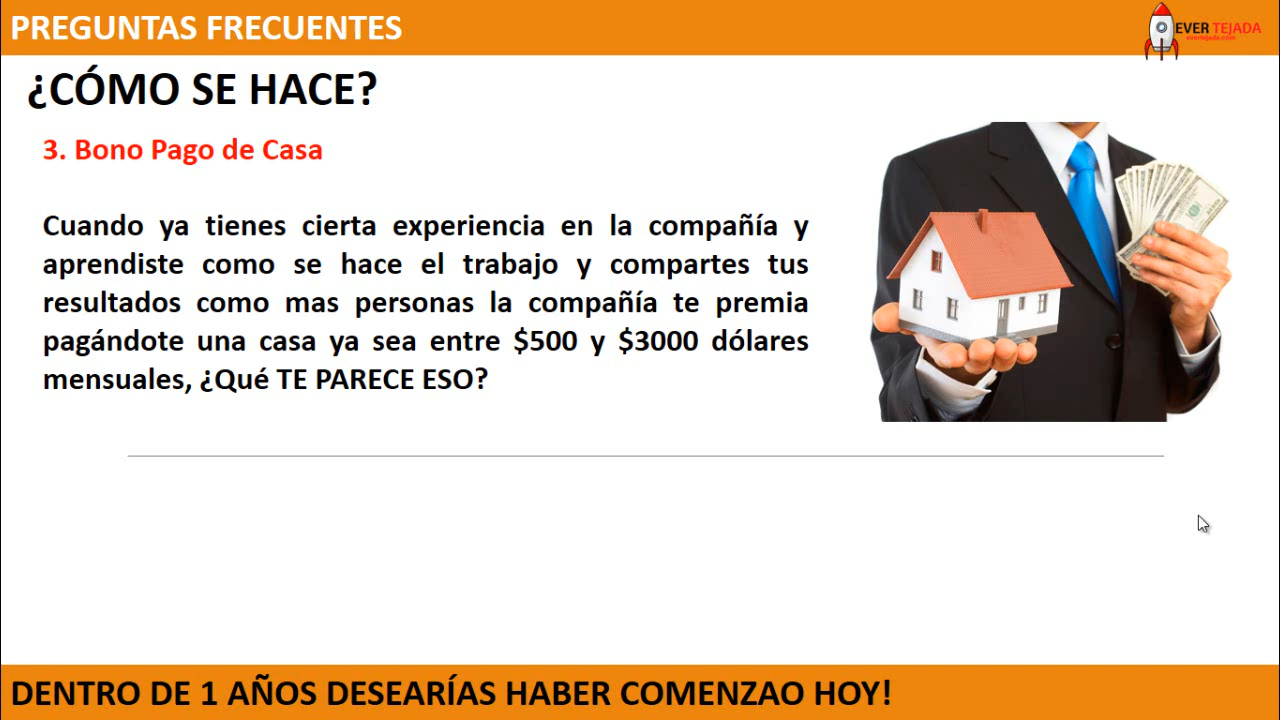 PREGUNTAS FRECUENTES
EVER TEJADA
evertejada.com
¿CÓMO SE HACE?
3. Bono Pago de Casa
Cuando ya tienes cierta experiencia en la compañía y
aprendiste como se hace el trabajo y compartes tus
resultados como mas personas la compañía te premia
pagándote una casa ya sea entre $500 y $3000 dólares
mensuales, ¿Qué TE PARECE ESO?
DENTRO DE 1 AÑOS DESEARÍAS HABER COMENZAO HOY!